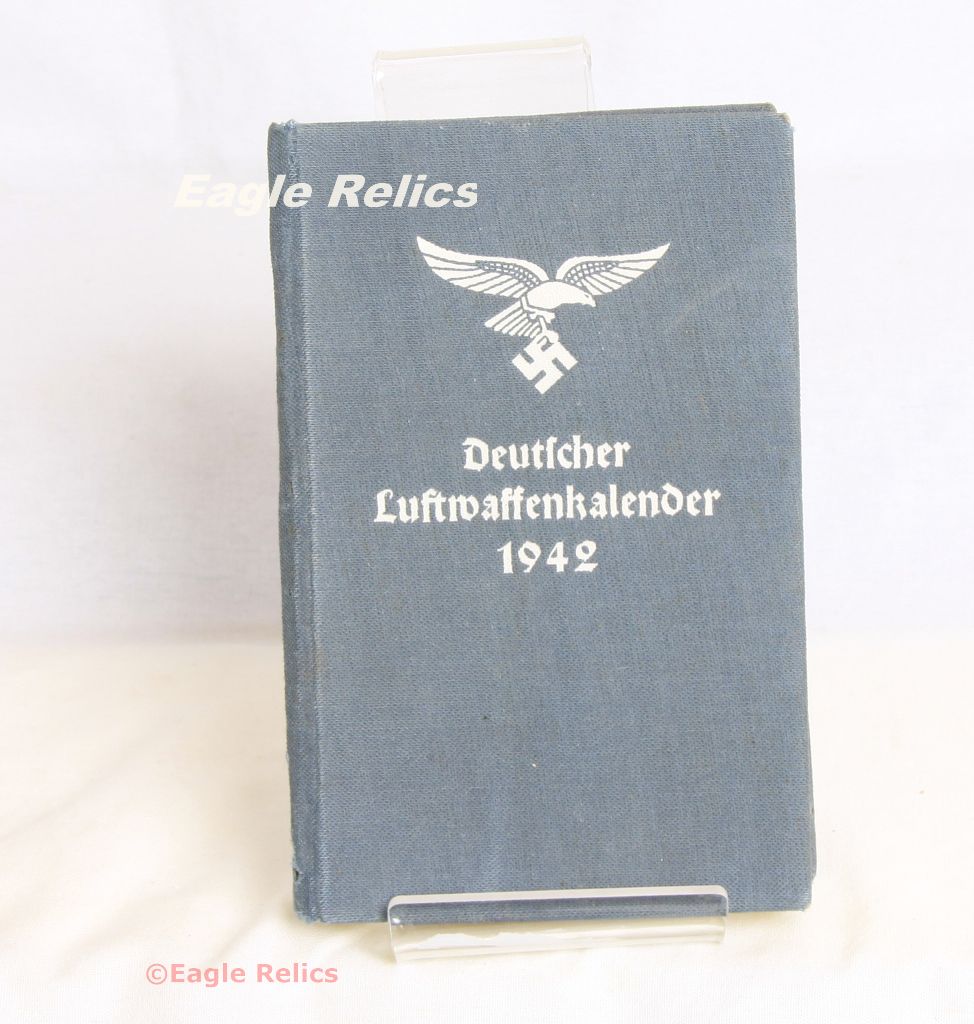 Eagle Relics
Deutſcher
Luftwaffenkalender
1942
©Eagle Relics